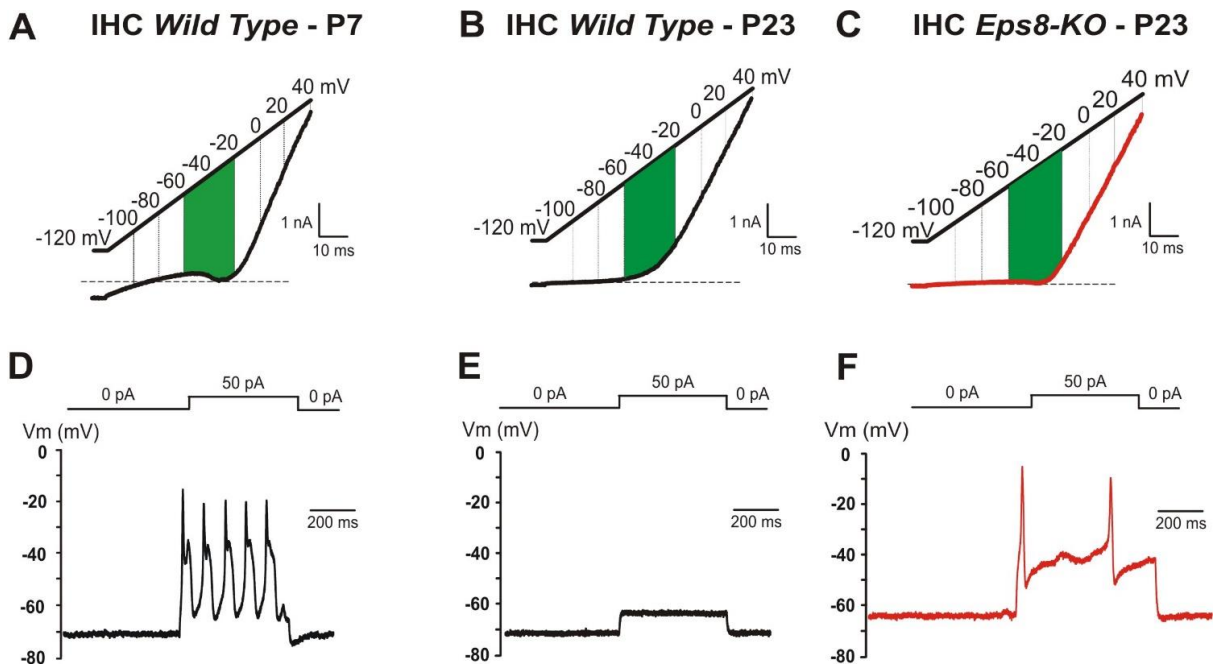 A IHC Wild Type - P7
-120 mV -100 -80 -60 -40 -20 0 20 40 mV
1 nA
10 ms
B IHC Wild Type - P23
-120 mV -100 -80 -60 -40 -20 0 20 40 mV
1 nA
10 ms
C IHC Eps8-KO - P23
-120 mV -100 -80 -60 -40 -20 0 20 40 mV
1 nA
10 ms
D
0 pA 50 pA 0 pA
Vm (mV)
0
-20
-40
-60
-80
200 ms
E
0 pA 50 pA 0 pA
Vm (mV)
0
-20
-40
-60
-80
200 ms
F
0 pA 50 pA 0 pA
Vm (mV)
0
-20
-40
-60
-80
200 ms